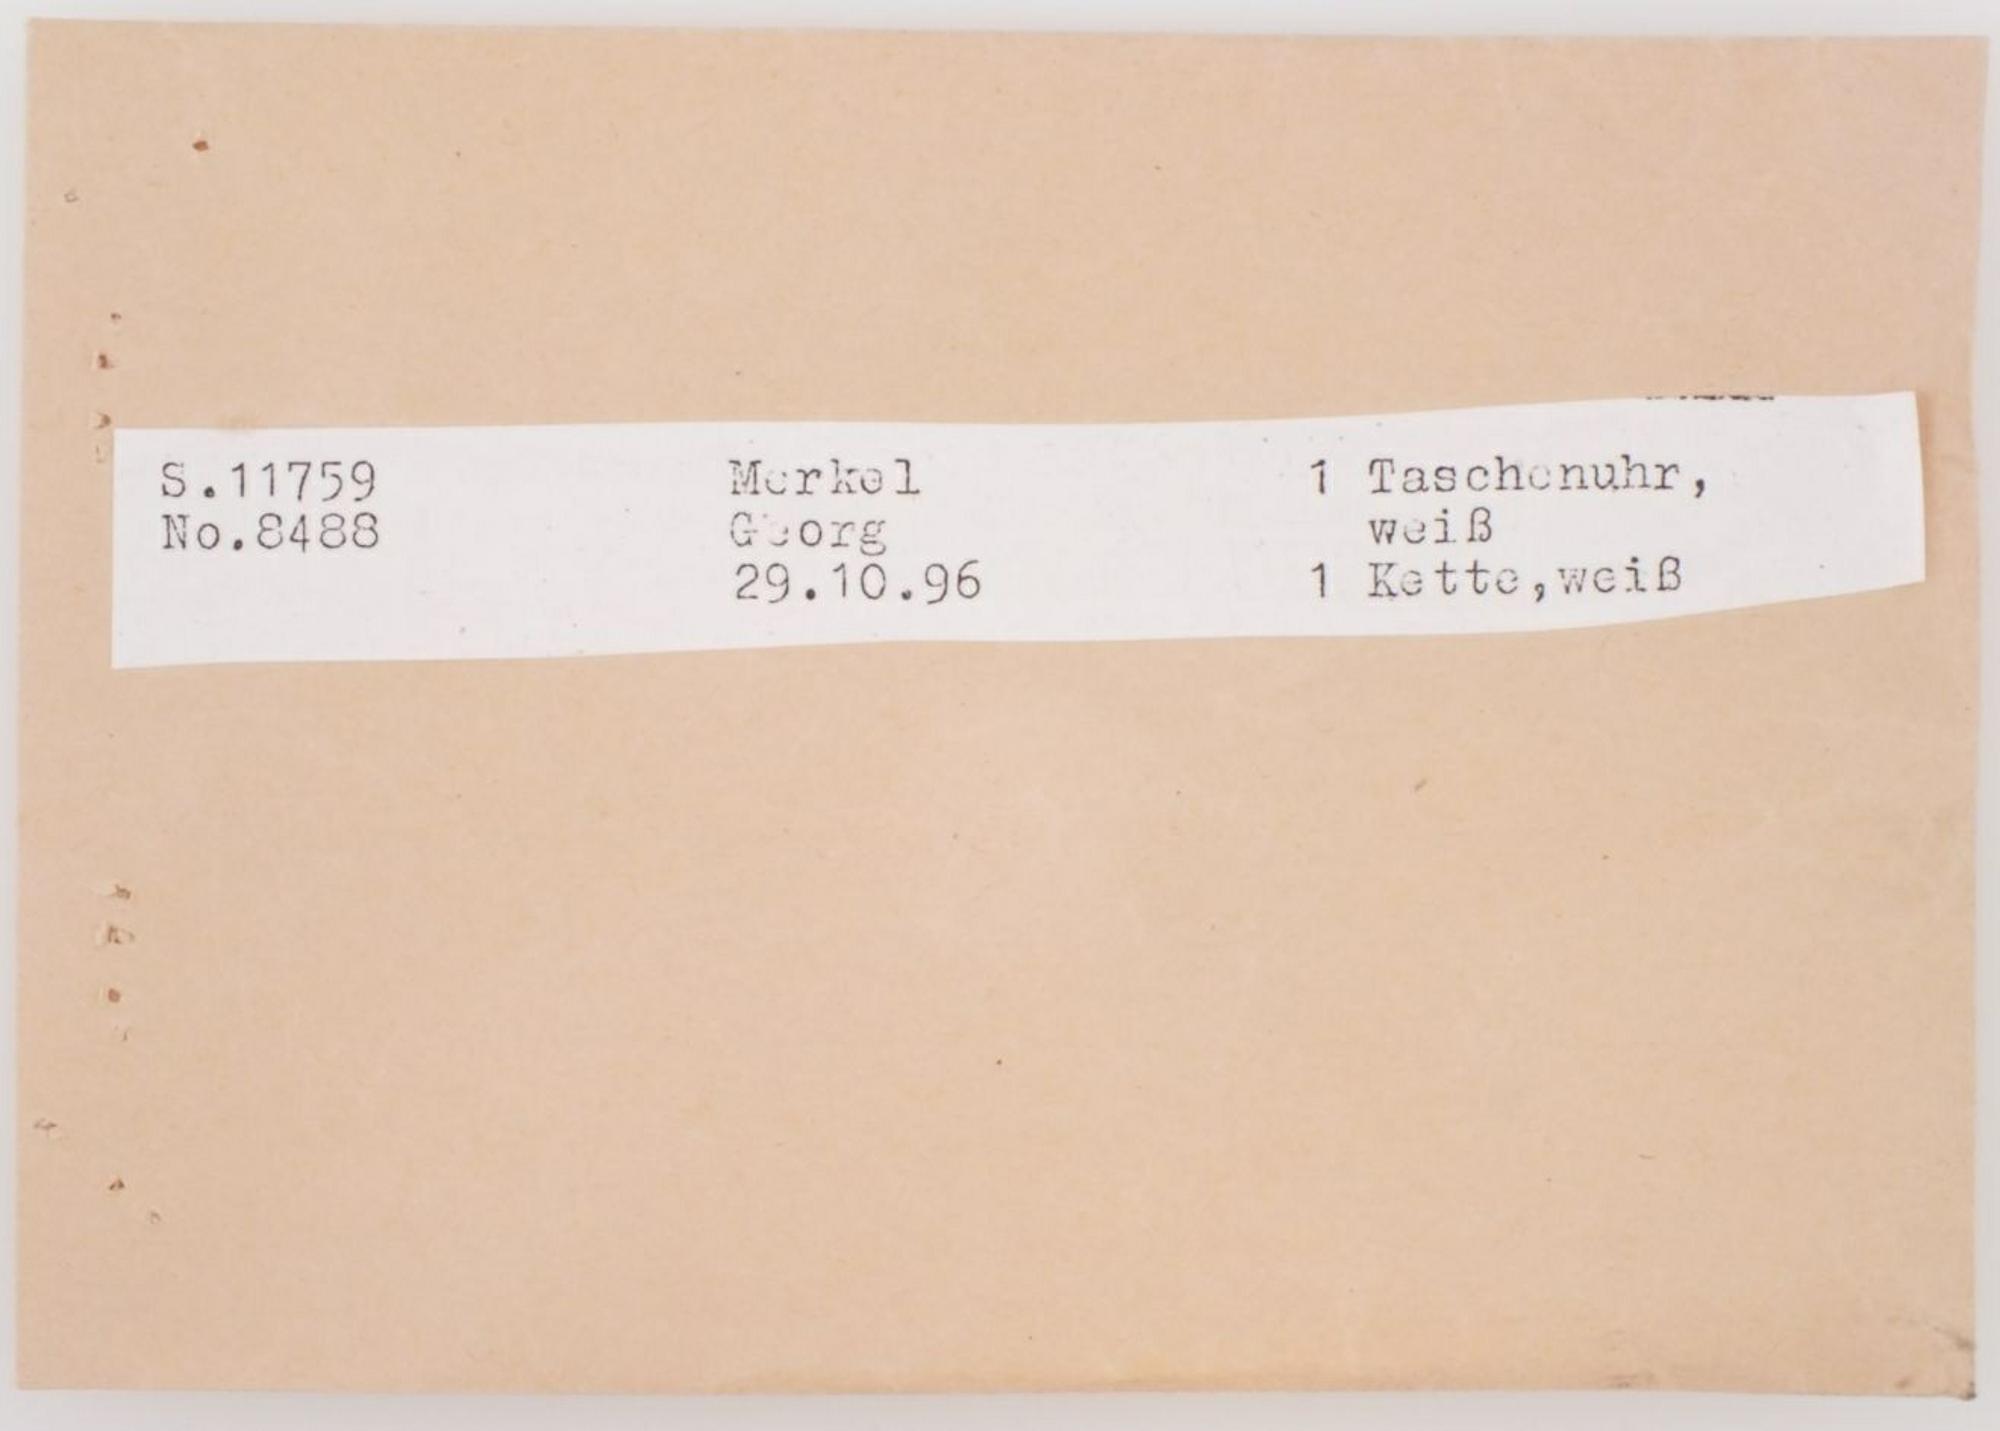 S.11759 Merkel 1 Taschenuhr,
No.8488 Georg weiß
29.10.96 1 Kette,weiß